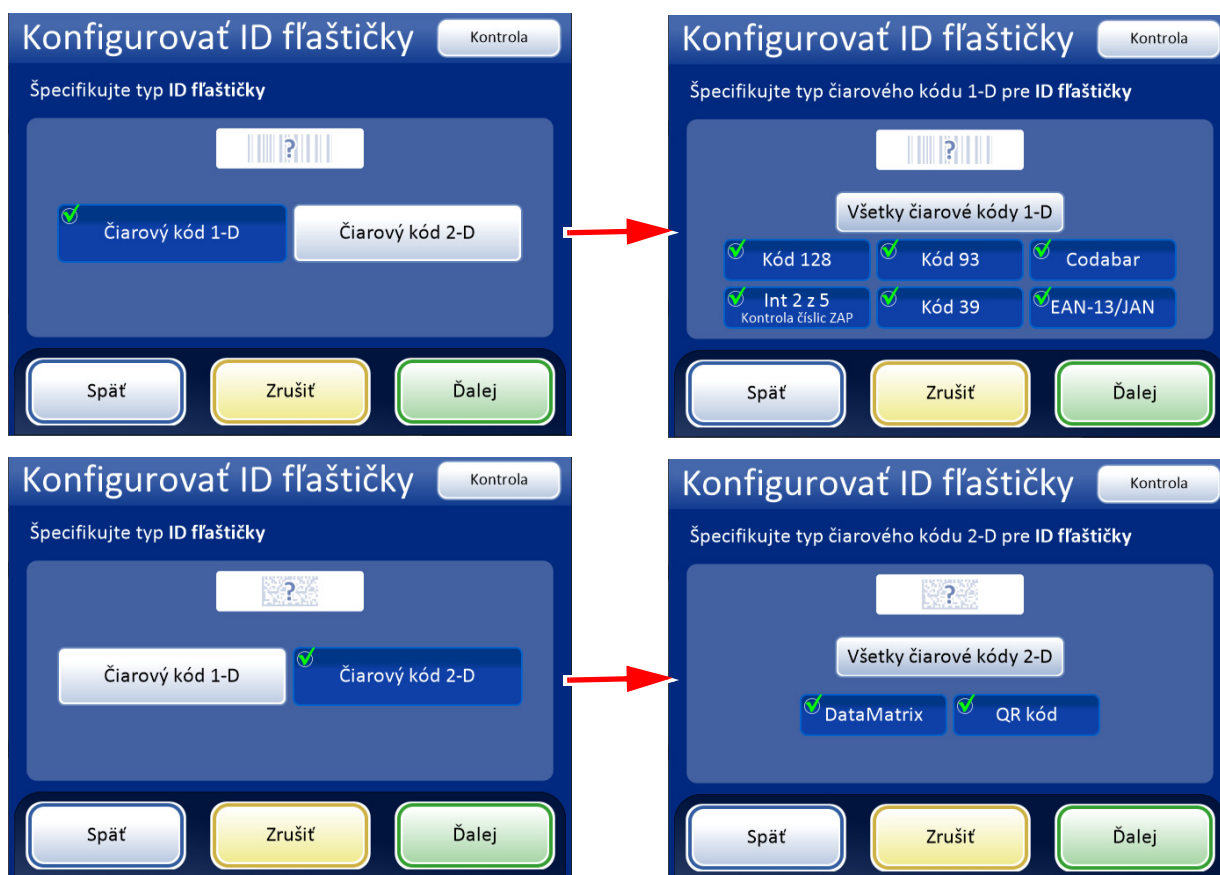 Konfigurovať ID fľaštičky
Kontrola
Špecifikujte typ ID fľaštičky
?
Čiarový kód 1-D
Čiarový kód 2-D
Späť
Zrušiť
Ďalej
Konfigurovať ID fľaštičky
Kontrola
Špecifikujte typ čiarového kódu 1-D pre ID fľaštičky
?
Všetky čiarové kódy 1-D
Kód 128
Kód 93
Codabar
Int 2 z 5
Kontrola číslic ZAP
Kód 39
EAN-13/JAN
Späť
Zrušiť
Ďalej
Konfigurovať ID fľaštičky
Kontrola
Špecifikujte typ ID fľaštičky
?
Čiarový kód 1-D
Čiarový kód 2-D
Späť
Zrušiť
Ďalej
Konfigurovať ID fľaštičky
Kontrola
Špecifikujte typ čiarového kódu 2-D pre ID fľaštičky
?
Všetky čiarové kódy 2-D
DataMatrix
QR kód
Späť
Zrušiť
Ďalej